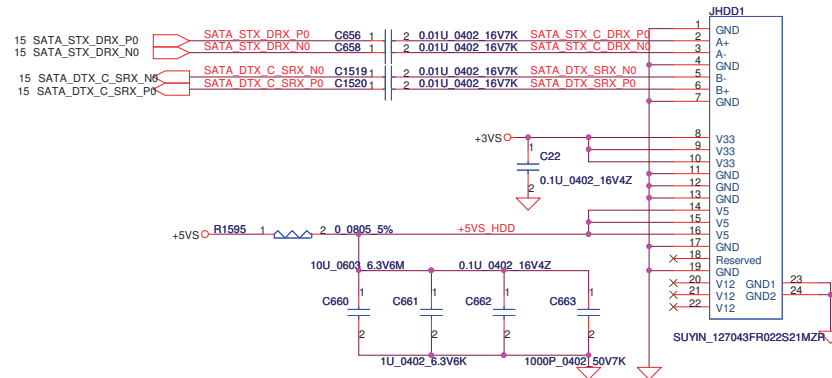 JHDD1
15 SATA_STX_DRX_P0 SATA_STX_DRX_P0 C656 1 2 0.01U_0402_16V7K SATA_STX_C_DRX_P0 1 GND
15 SATA_STX_DRX_N0 SATA_STX_DRX_N0 C658 1 2 0.01U_0402_16V7K SATA_STX_C_DRX_N0 2 A+
3 A-
4 GND
15 SATA_DTX_C_SRX_N0 SATA_DTX_C_SRX_N0 C1519 1 2 0.01U_0402_16V7K SATA_DTX_SRX_N0 5 B-
15 SATA_DTX_C_SRX_P0 SATA_DTX_C_SRX_P0 C1520 1 2 0.01U_0402_16V7K SATA_DTX_SRX_P0 6 B+
7 GND
+3VS 8 V33
1 C22 9 V33
10 V33
2 0.1U_0402_16V4Z 11 GND
12 GND
13 GND
14 V5
15 V5
+5VS R1595 1 2 0_0805_5% +5VS_HDD 16 V5
17 GND
18 Reserved
10U_0603_6.3V6M 0.1U_0402_16V4Z 19 GND
20 V12 GND1 23
21 V12 GND2 24
22 V12
1 1 1 1
C660 C661 C662 C663
2 2 2 2
SUYIN_127043FR022S21MZR
1U_0402_6.3V6K 1000P_0402_50V7K